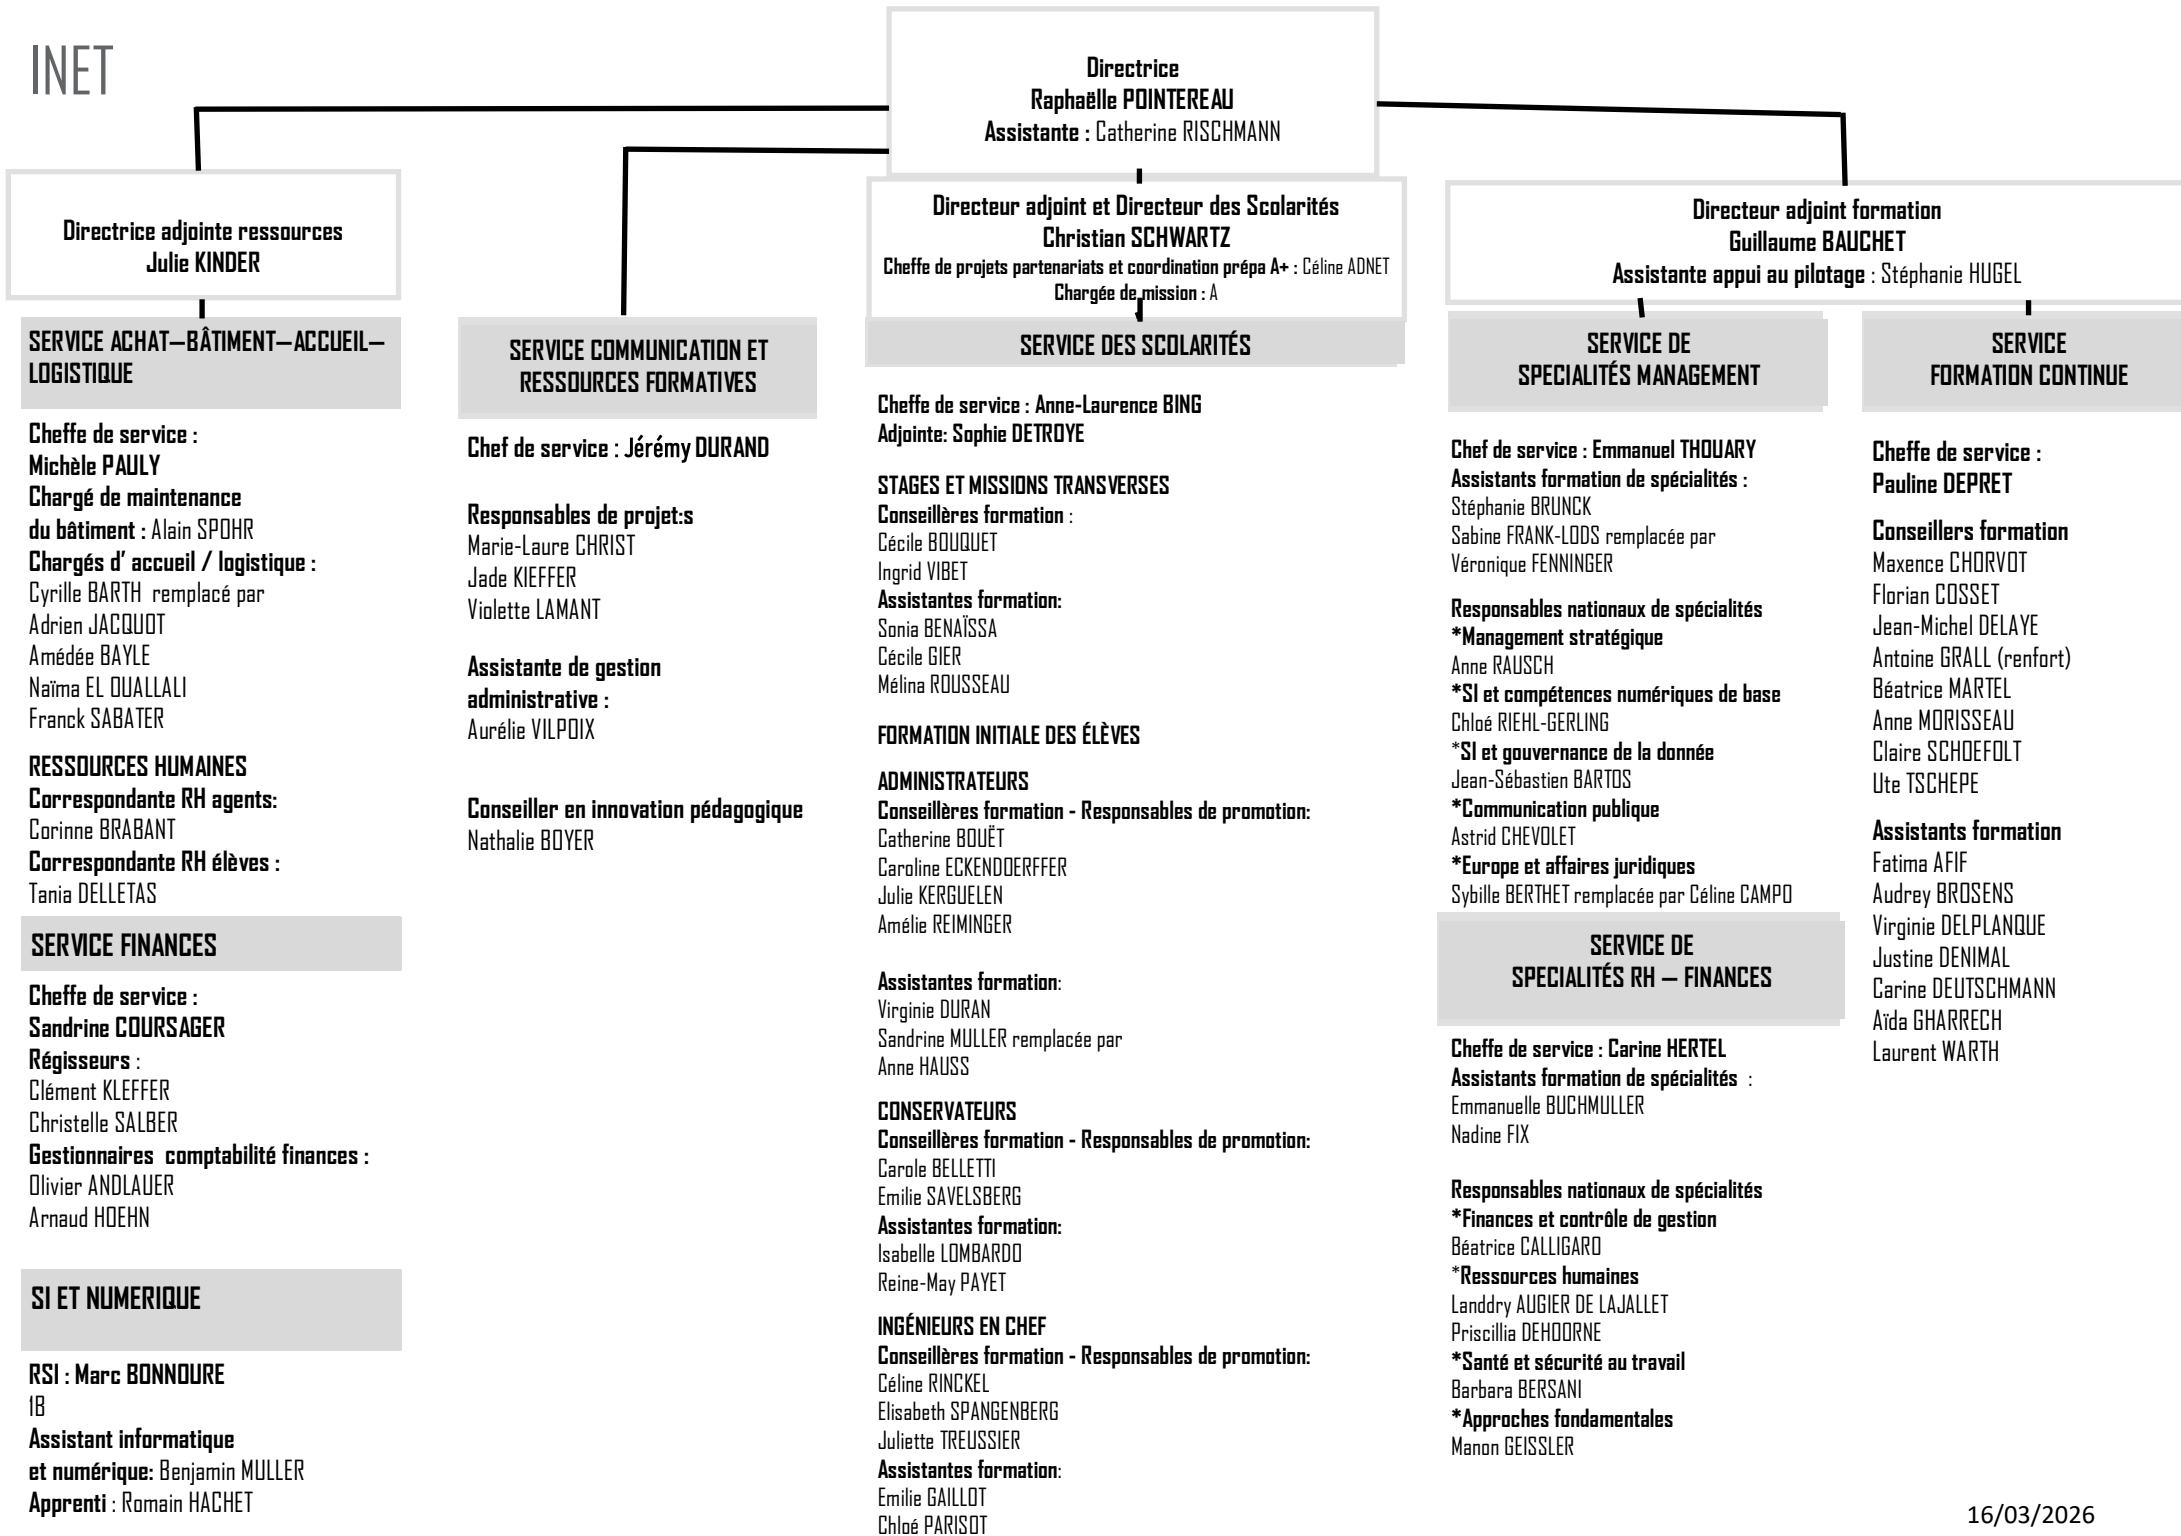 INET
Directrice
Raphaëlle POINTEREAU
Assistante : Catherine RISCHMANN
Directrice adjointe ressources
Julie KINDER
Directeur adjoint et Directeur des Scolarités
Christian SCHWARTZ
Cheffe de projets partenariats et coordination prépa A+ : Céline ADNET
Chargée de mission : A
Directeur adjoint formation
Guillaume BAUCHET
Assistante appui au pilotage : Stéphanie HUGEL
SERVICE ACHAT—BÂTIMENT—ACCUEIL—
LOGISTIQUE
Cheffe de service :
Michèle PAULY
Chargé de maintenance
du bâtiment : Alain SPOHR
Chargés d’ accueil / logistique :
Cyrille BARTH remplacé par
Adrien JACQUOT
Amédée BAYLE
Naïma EL OUALLALI
Franck SABATER
RESSOURCES HUMAINES
Correspondante RH agents:
Corinne BRABANT
Correspondante RH élèves :
Tania DELLETAS
SERVICE FINANCES
Cheffe de service :
Sandrine COURSAGER
Régisseurs :
Clément KLEFFER
Christelle SALBER
Gestionnaires comptabilité finances :
Olivier ANDLAUER
Arnaud HOEHN
SI ET NUMERIQUE
RSI : Marc BONNOURE
1B
Assistant informatique
et numérique: Benjamin MULLER
Apprenti : Romain HACHET
SERVICE COMMUNICATION ET
RESSOURCES FORMATIVES
Chef de service : Jérémy DURAND
Responsables de projet:s
Marie-Laure CHRIST
Jade KIEFFER
Violette LAMANT
Assistante de gestion
administrative :
Aurélie VILPOIX
Conseiller en innovation pédagogique
Nathalie BOYER
SERVICE DES SCOLARITÉS
Cheffe de service : Anne-Laurence BING
Adjointe: Sophie DETROYE
STAGES ET MISSIONS TRANSVERSES
Conseillères formation :
Cécile BOUQUET
Ingrid VIBET
Assistantes formation:
Sonia BENAÏSSA
Cécile GIER
Mélina ROUSSEAU
FORMATION INITIALE DES ÉLÈVES
ADMINISTRATEURS
Conseillères formation - Responsables de promotion:
Catherine BOUËT
Caroline ECKENDOERFFER
Julie KERGUELEN
Amélie REIMINGER
Assistantes formation:
Virginie DURAN
Sandrine MULLER remplacée par
Anne HAUSS
CONSERVATEURS
Conseillères formation - Responsables de promotion:
Carole BELLETTI
Emilie SAVELSBERG
Assistantes formation:
Isabelle LOMBARDO
Reine-May PAYET
INGÉNIEURS EN CHEF
Conseillères formation - Responsables de promotion:
Céline RINCKEL
Elisabeth SPANGENBERG
Juliette TREUSSIER
Assistantes formation:
Emilie GAILLOT
Chloé PARISOT
SERVICE DE
SPECIALITÉS MANAGEMENT
Chef de service : Emmanuel THOUARY
Assistants formation de spécialités :
Stéphanie BRUNCK
Sabine FRANK-LODS remplacée par
Véronique FENNINGER
Responsables nationaux de spécialités
*Management stratégique
Anne RAUSCH
*SI et compétences numériques de base
Chloé RIEHL-GERLING
*SI et gouvernance de la donnée
Jean-Sébastien BARTOS
*Communication publique
Astrid CHEVOLET
*Europe et affaires juridiques
Sybille BERTHET remplacée par Céline CAMPO
SERVICE DE
SPECIALITÉS RH — FINANCES
Cheffe de service : Carine HERTEL
Assistants formation de spécialités :
Emmanuelle BUCHMULLER
Nadine FIX
Responsables nationaux de spécialités
*Finances et contrôle de gestion
Béatrice CALLIGARO
*Ressources humaines
Landdry AUGIER DE LAJALLET
Priscillia DEHOORNE
*Santé et sécurité au travail
Barbara BERSANI
*Approches fondamentales
Manon GEISSLER
SERVICE
FORMATION CONTINUE
Cheffe de service :
Pauline DEPRET
Conseillers formation
Maxence CHORVOT
Florian COSSET
Jean-Michel DELAYE
Antoine GRALL (renfort)
Béatrice MARTEL
Anne MORISSEAU
Claire SCHOEFOLT
Ute TSCHEPE
Assistants formation
Fatima AFIF
Audrey BROSENS
Virginie DELPLANQUE
Justine DENIMAL
Carine DEUTSCHMANN
Aïda GHARRECH
Laurent WARTH
16/03/2026